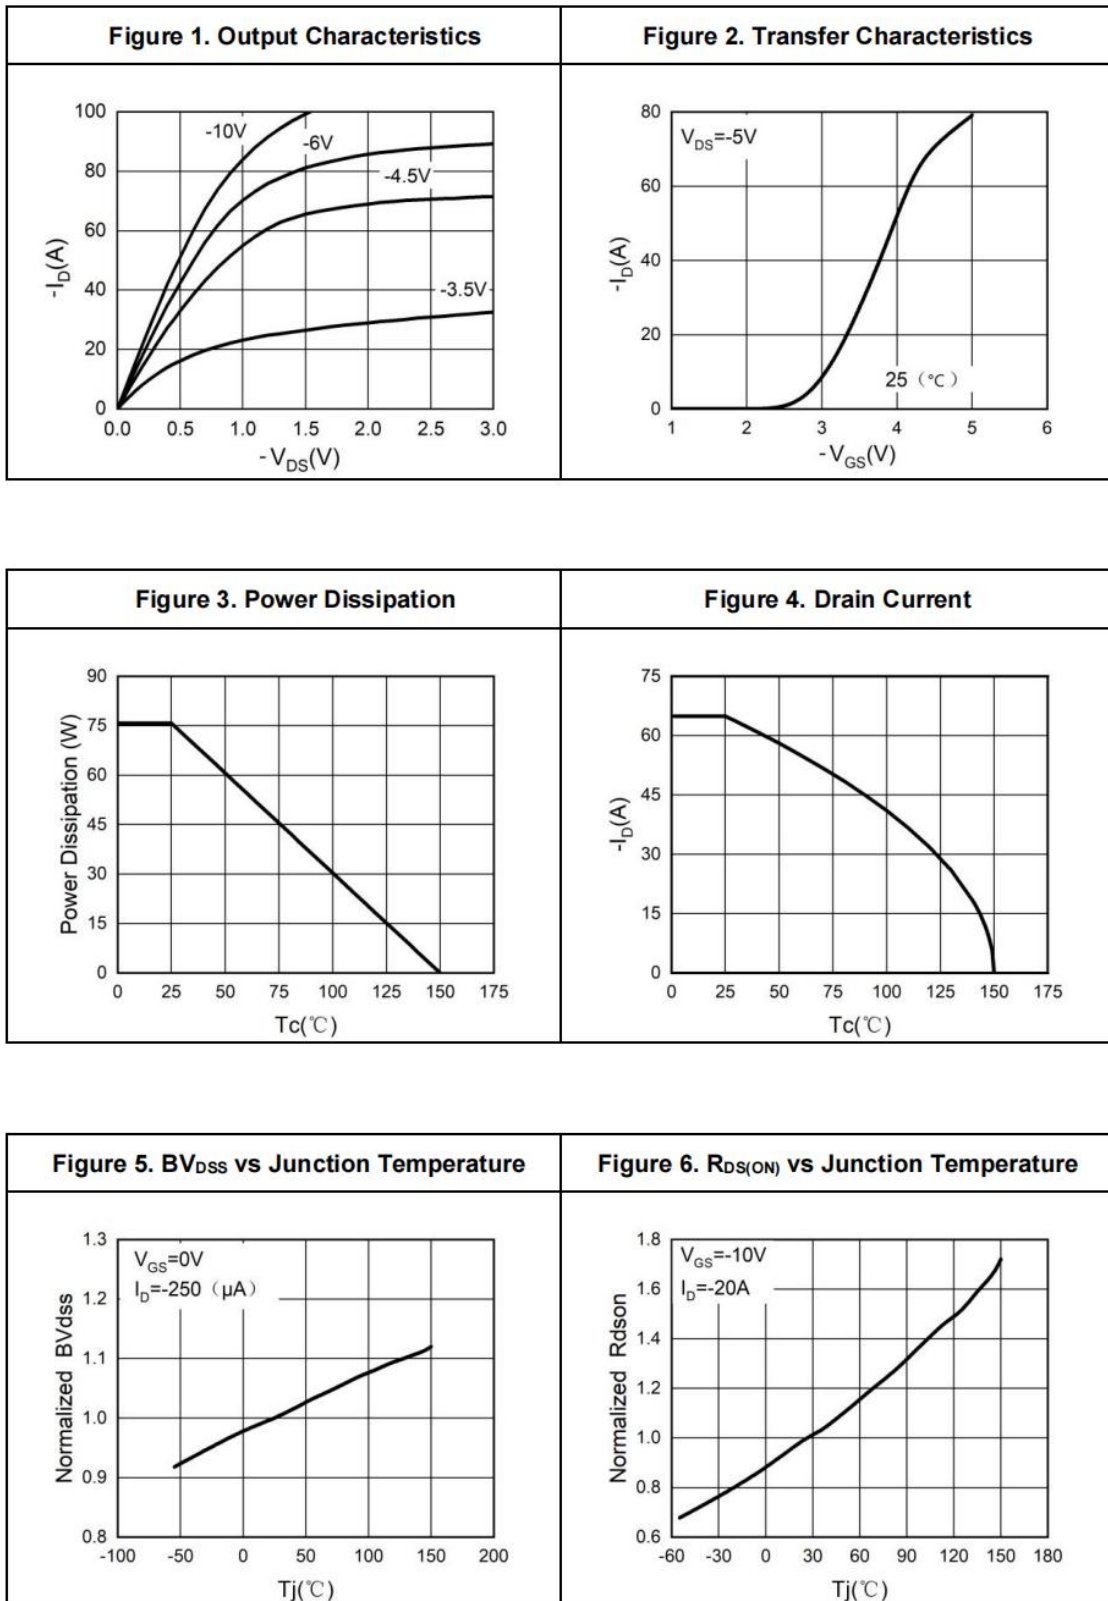 Figure 1. Output Characteristics
Figure 2. Transfer Characteristics
100
80
60
40
20
0
-I_D(A)
-10V
-6V
-4.5V
-3.5V
0.0 0.5 1.0 1.5 2.0 2.5 3.0
-V_DS(V)
80
60
40
20
0
-I_D(A)
V_DS=-5V
25（℃）
1 2 3 4 5 6
-V_GS(V)
Figure 3. Power Dissipation
Figure 4. Drain Current
90
75
60
45
30
15
0
Power Dissipation (W)
0 25 50 75 100 125 150 175
Tc(℃)
75
60
45
30
15
0
-I_D(A)
0 25 50 75 100 125 150 175
Tc(℃)
Figure 5. BV_DSS vs Junction Temperature
Figure 6. R_DS(ON) vs Junction Temperature
1.3
1.2
1.1
1.0
0.9
0.8
Normalized BVdss
V_GS=0V
I_D=-250（μA）
-100 -50 0 50 100 150 200
Tj(℃)
1.8
1.6
1.4
1.2
1.0
0.8
0.6
Normalized Rdson
V_GS=-10V
I_D=-20A
-60 -30 0 30 60 90 120 150 180
Tj(℃)